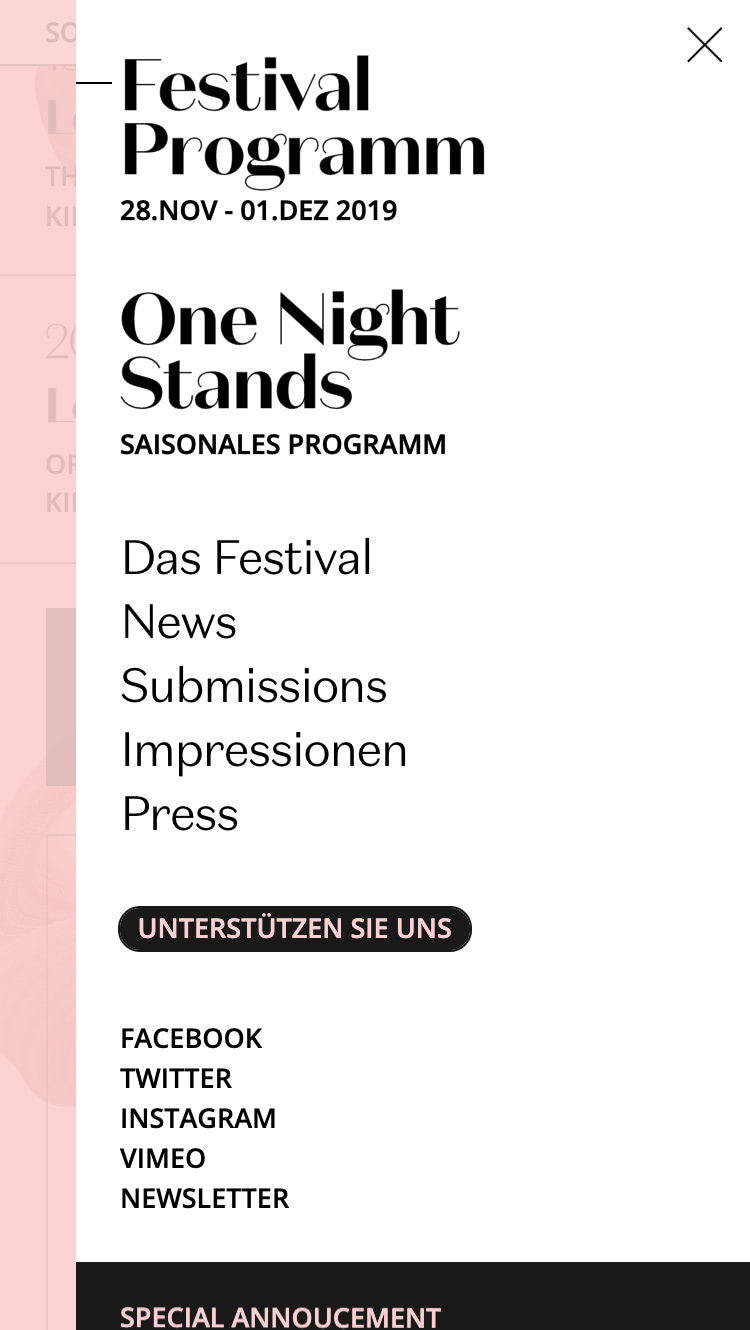 Festival
Programm
28.NOV - 01.DEZ 2019
One Night
Stands
SAISONALES PROGRAMM
Das Festival
News
Submissions
Impressionen
Press
UNTERSTÜTZEN SIE UNS
FACEBOOK
TWITTER
INSTAGRAM
VIMEO
NEWSLETTER
SPECIAL ANNOUCEMENT